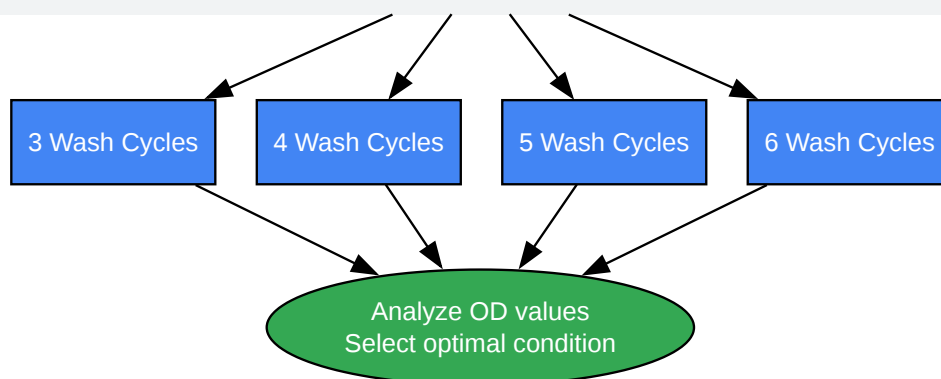 3 Wash Cycles
4 Wash Cycles
5 Wash Cycles
6 Wash Cycles
Analyze OD values
Select optimal condition